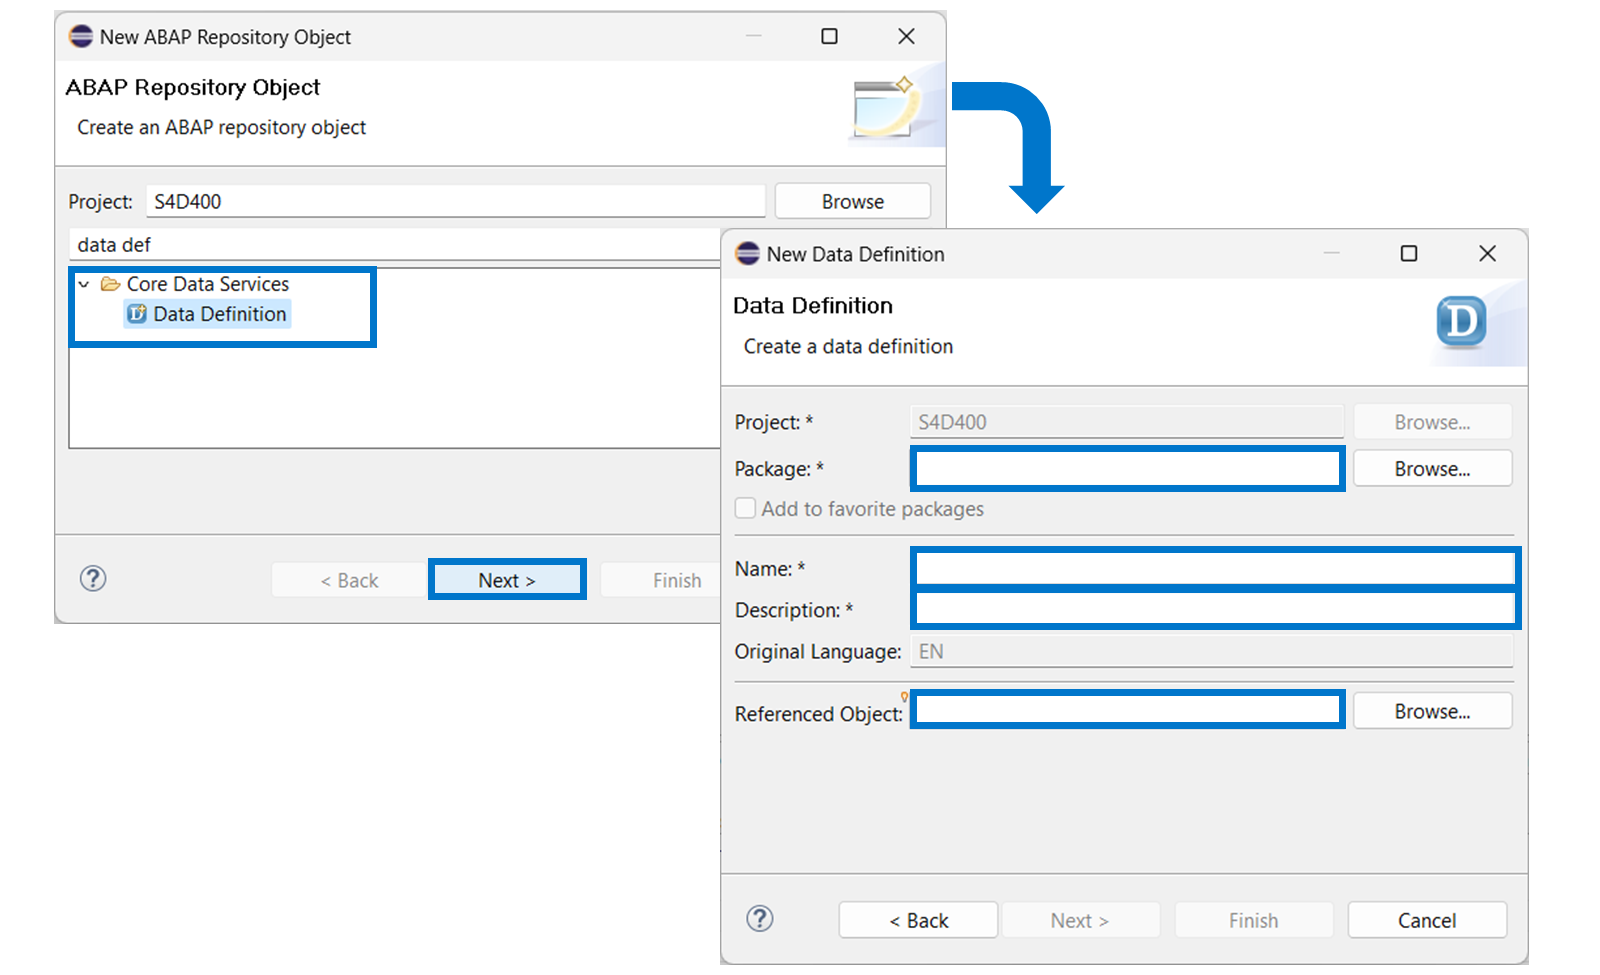 New ABAP Repository Object
ABAP Repository Object
Create an ABAP repository object
Project: S4D400 Browse
data def
Core Data Services
Data Definition
? < Back Next > Finish
New Data Definition
Data Definition
Create a data definition
D
Project: * S4D400 Browse...
Package: * Browse...
Add to favorite packages
Name: *
Description: *
Original Language: EN
Referenced Object: Browse...
? < Back Next > Finish Cancel